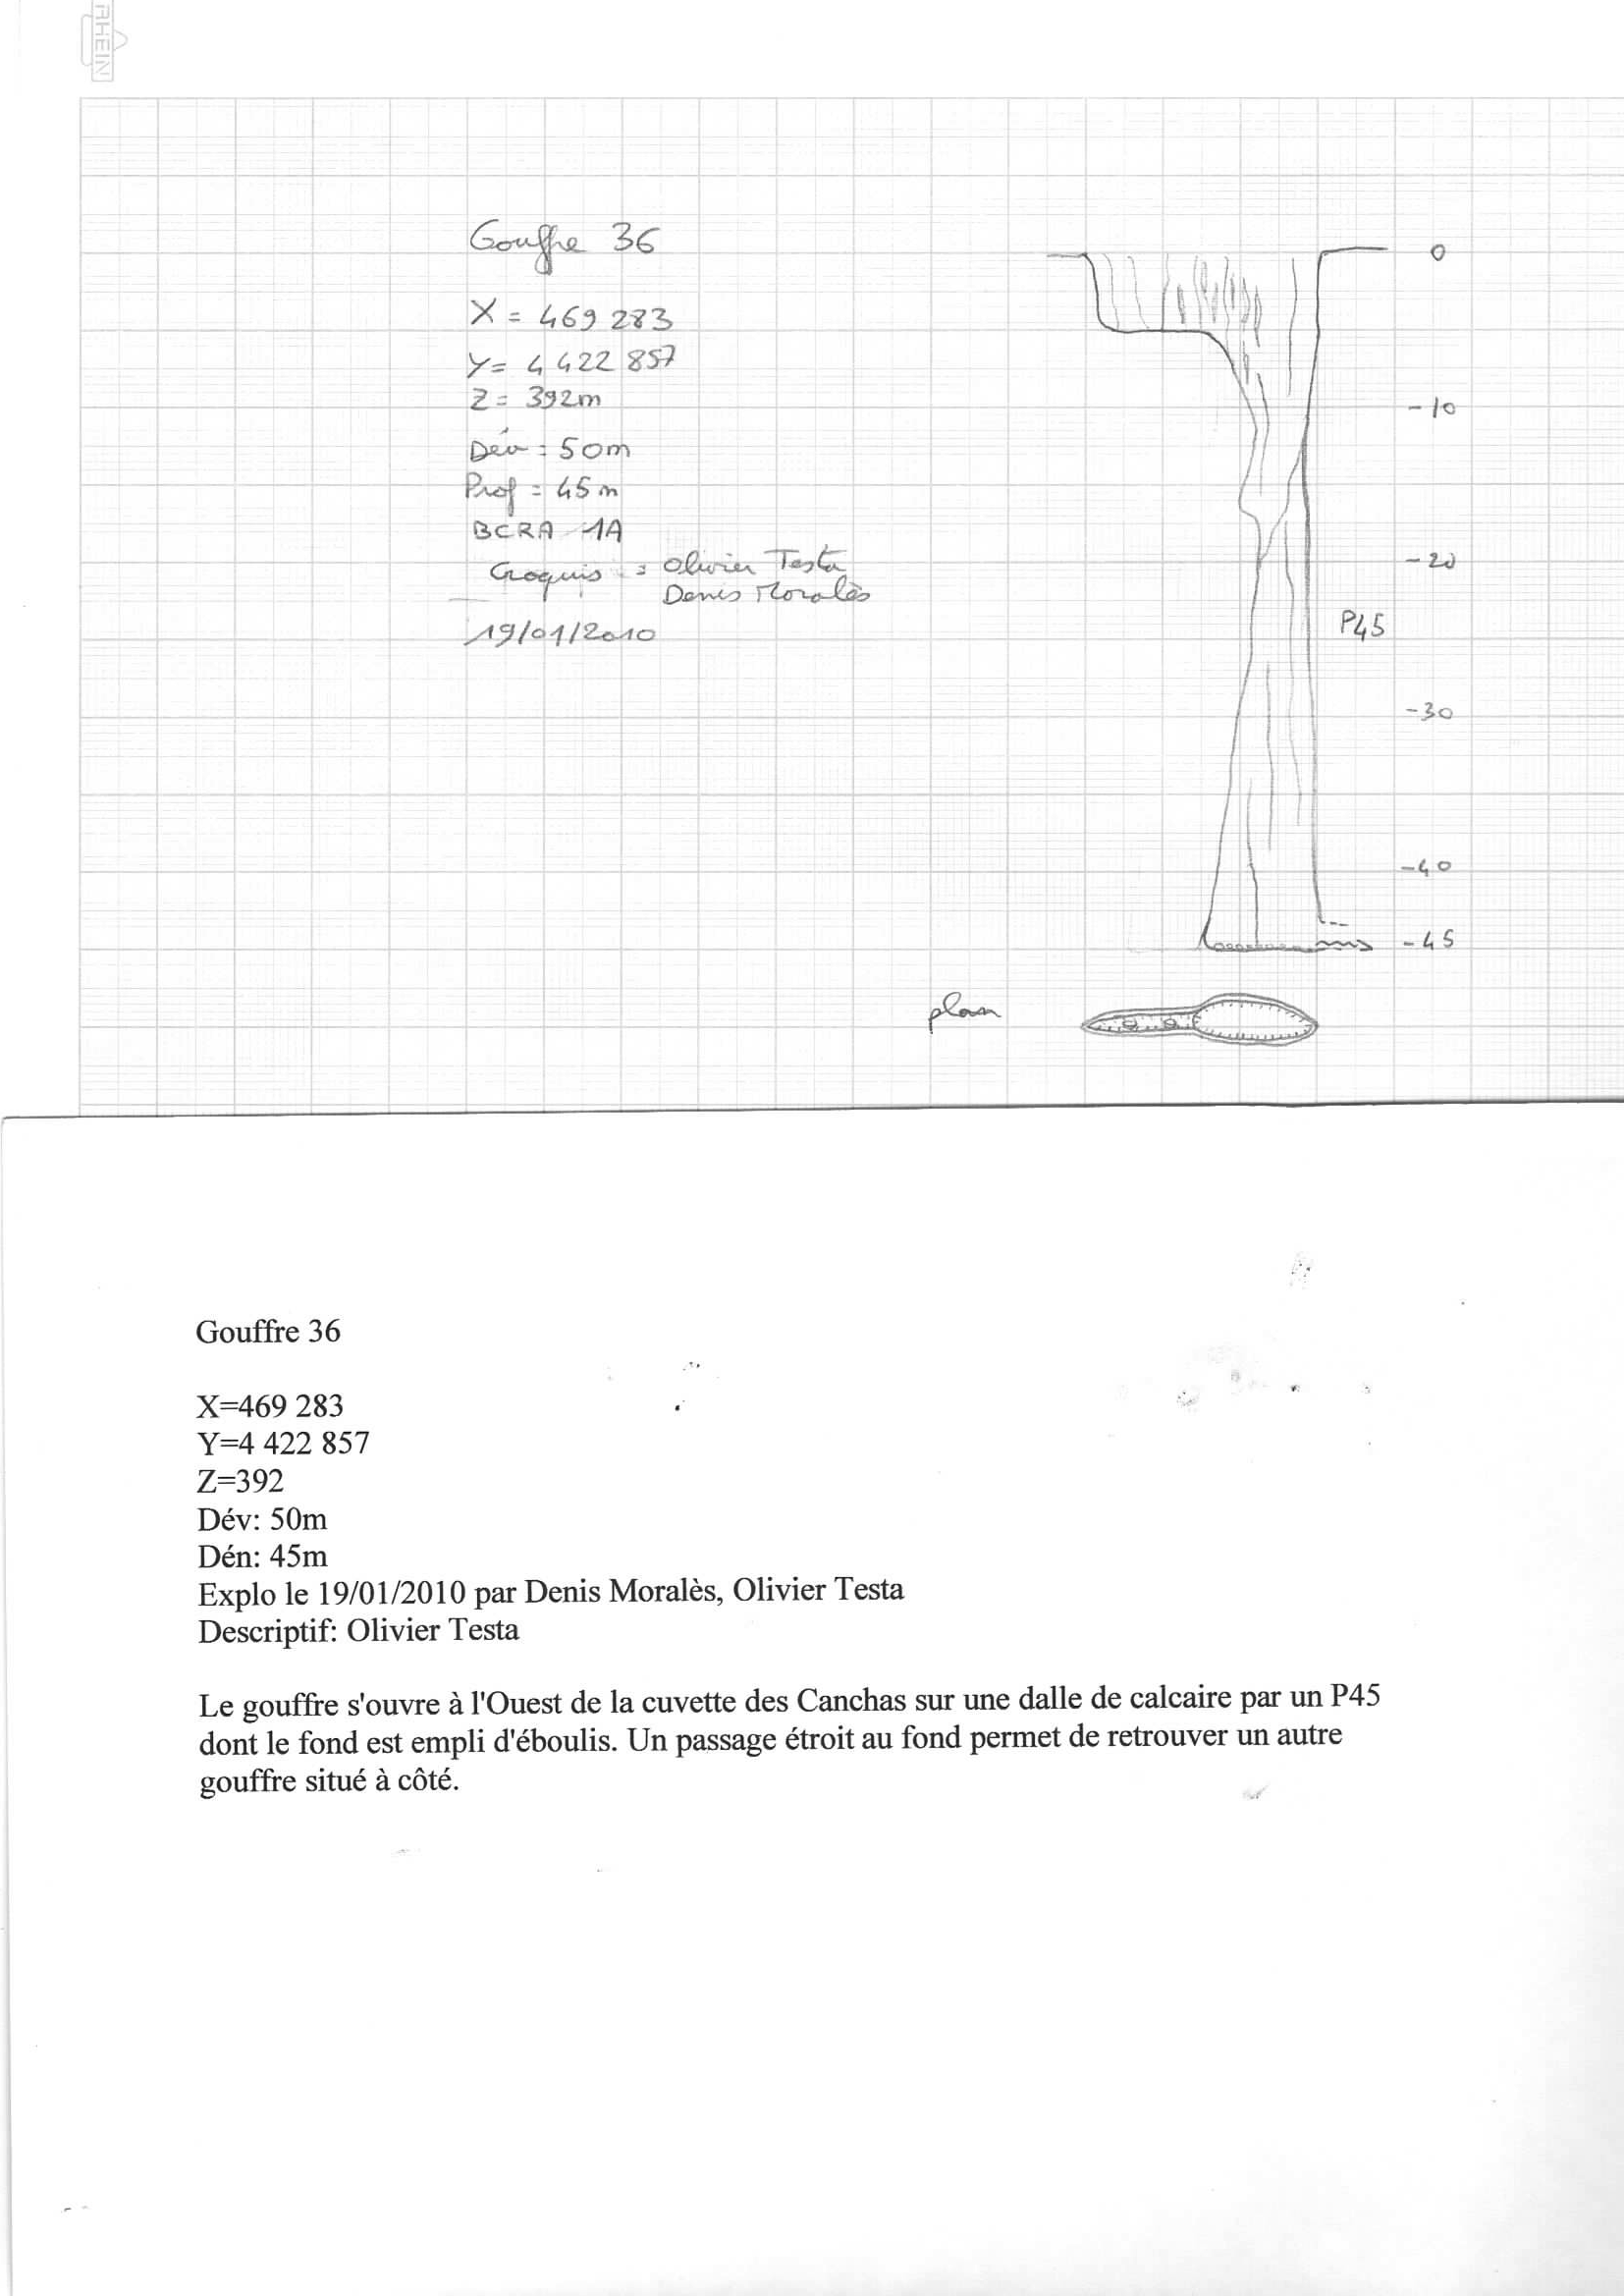 RHEIN
Gouffre 36
X = 469 283
Y = 4 422 857
Z = 392m
Dév = 50m
Prof = 45m
BCRA 1A
Croquis = Olivier Testa
Denis Moralès
19/01/2010
0
-10
-20
P45
-30
-40
-45
plan
Gouffre 36
X=469 283
Y=4 422 857
Z=392
Dév: 50m
Dén: 45m
Explo le 19/01/2010 par Denis Moralès, Olivier Testa
Descriptif: Olivier Testa
Le gouffre s'ouvre à l'Ouest de la cuvette des Canchas sur une dalle de calcaire par un P45
dont le fond est empli d'éboulis. Un passage étroit au fond permet de retrouver un autre
gouffre situé à côté.